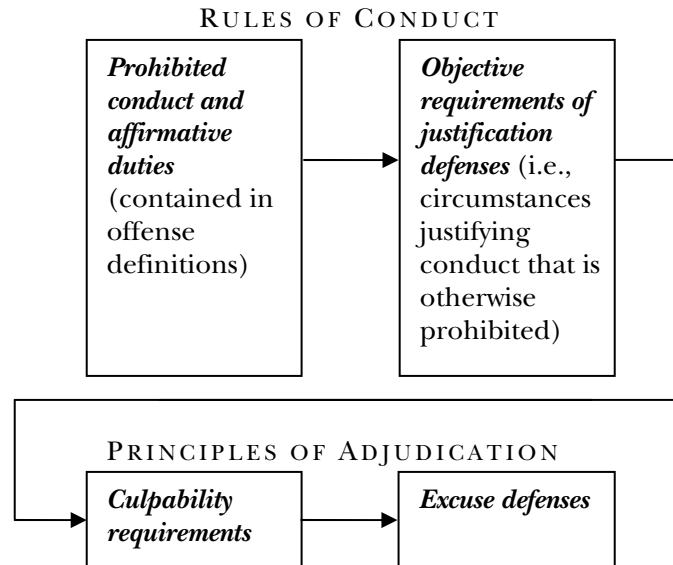 RULES OF CONDUCT
Prohibited
conduct and
affirmative
duties
(contained in
offense
definitions)
Objective
requirements of
justification
defenses (i.e.,
circumstances
justifying
conduct that is
otherwise
prohibited)
PRINCIPLES OF ADJUDICATION
Culpability
requirements
Excuse defenses